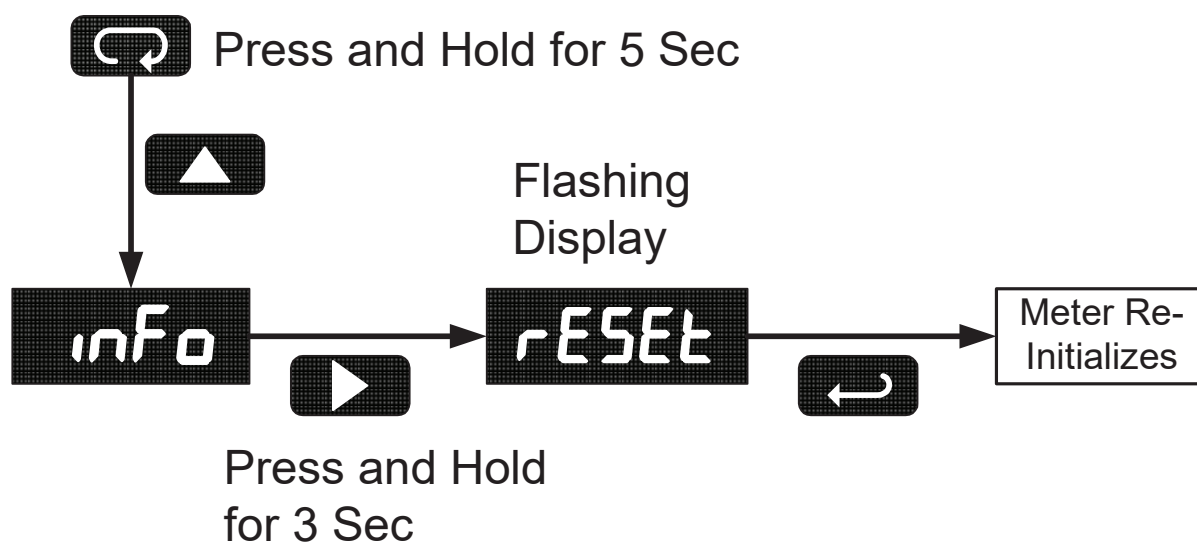 Press and Hold for 5 Sec
Flashing
Display
inFo
rESEt
Meter Re-
Initializes
Press and Hold
for 3 Sec